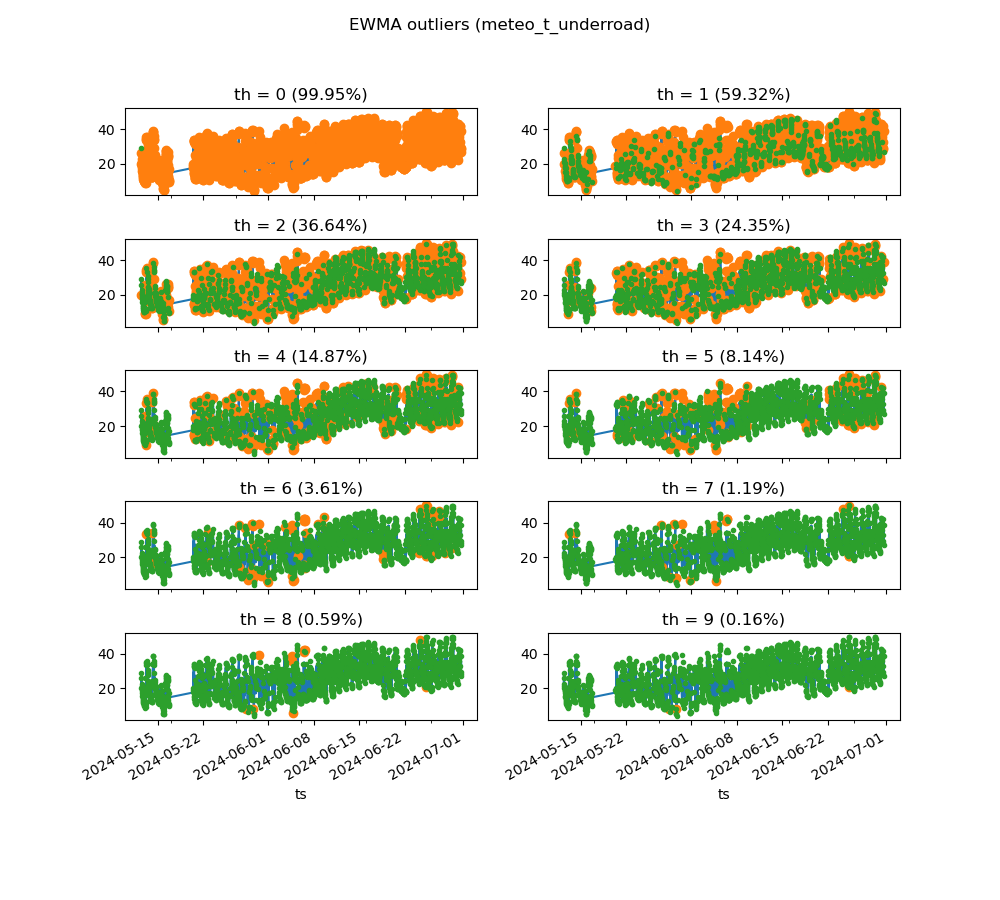 EWMA outliers (meteo_t_underroad)
th = 0 (99.95%)
th = 1 (59.32%)
40
20
40
20
th = 2 (36.64%)
th = 3 (24.35%)
40
20
40
20
th = 4 (14.87%)
th = 5 (8.14%)
40
20
40
20
th = 6 (3.61%)
th = 7 (1.19%)
40
20
40
20
th = 8 (0.59%)
th = 9 (0.16%)
40
20
40
20
2024-05-15
2024-05-22
2024-06-01
2024-06-08
2024-06-15
2024-06-22
2024-07-01
2024-05-15
2024-05-22
2024-06-01
2024-06-08
2024-06-15
2024-06-22
2024-07-01
ts
ts